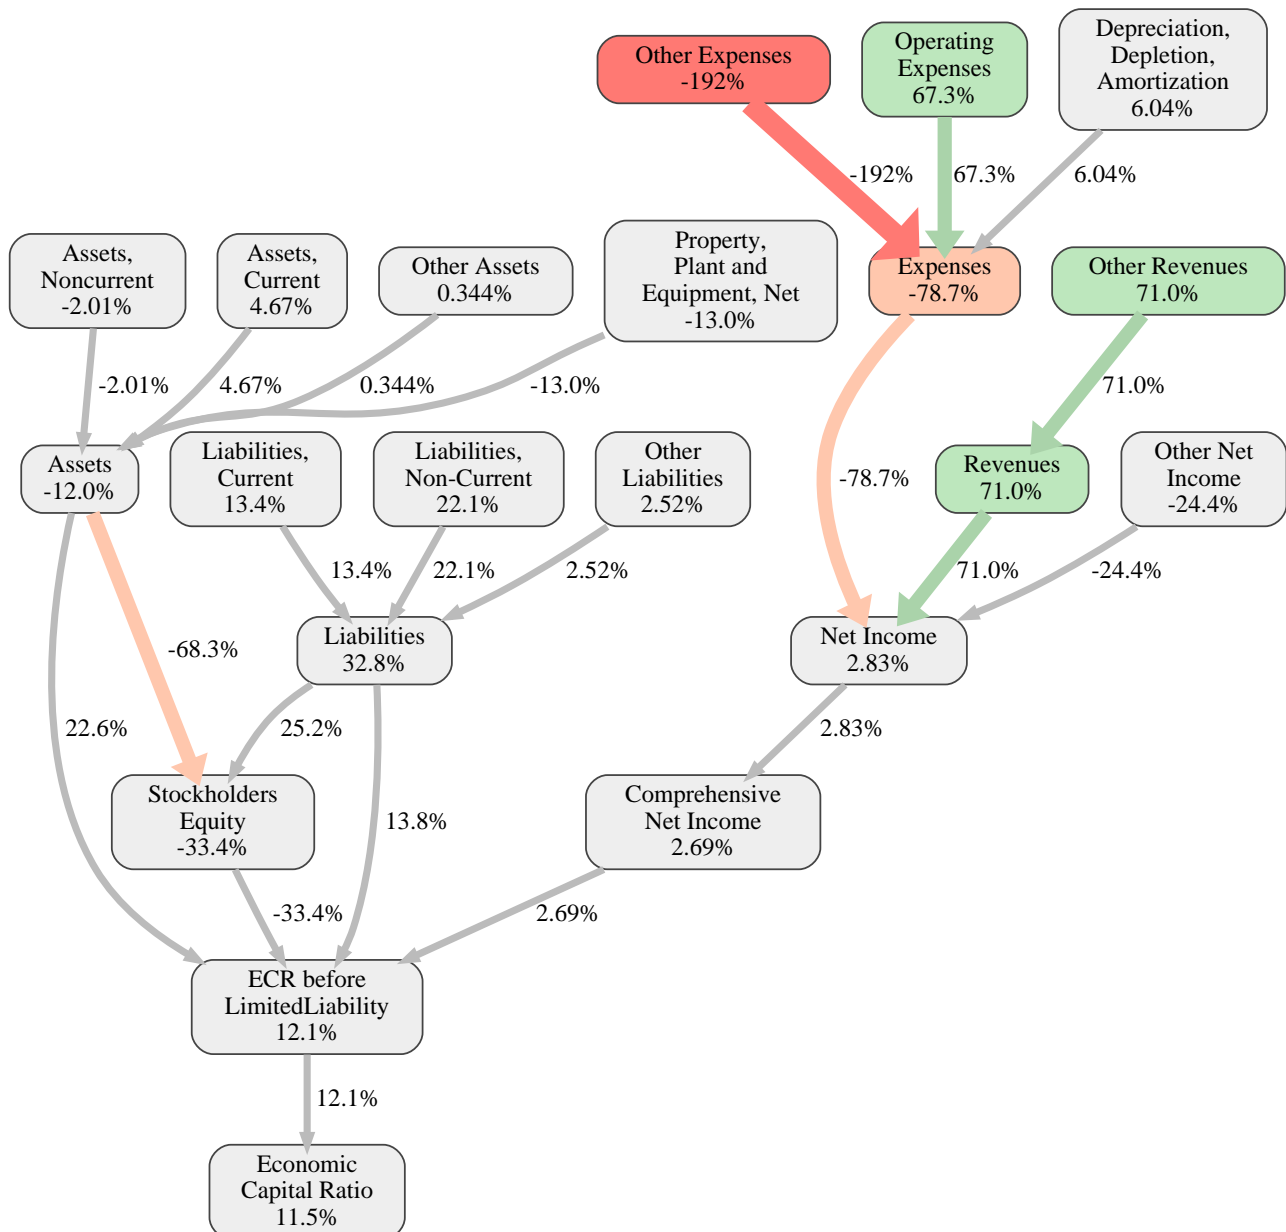 Other Expenses
-192%
Operating
Expenses
67.3%
Depreciation,
Depletion,
Amortization
6.04%
-192%
67.3%
6.04%
Assets,
Noncurrent
-2.01%
Assets,
Current
4.67%
Other Assets
0.344%
Property,
Plant and
Equipment, Net
-13.0%
Expenses
-78.7%
Other Revenues
71.0%
-2.01%
4.67%
0.344%
-13.0%
71.0%
Assets
-12.0%
Liabilities,
Current
13.4%
Liabilities,
Non-Current
22.1%
Other
Liabilities
2.52%
-78.7%
Revenues
71.0%
Other Net
Income
-24.4%
13.4%
22.1%
2.52%
71.0%
-24.4%
-68.3%
Liabilities
32.8%
Net Income
2.83%
22.6%
25.2%
2.83%
Stockholders
Equity
-33.4%
13.8%
Comprehensive
Net Income
2.69%
-33.4%
2.69%
ECR before
LimitedLiability
12.1%
12.1%
Economic
Capital Ratio
11.5%